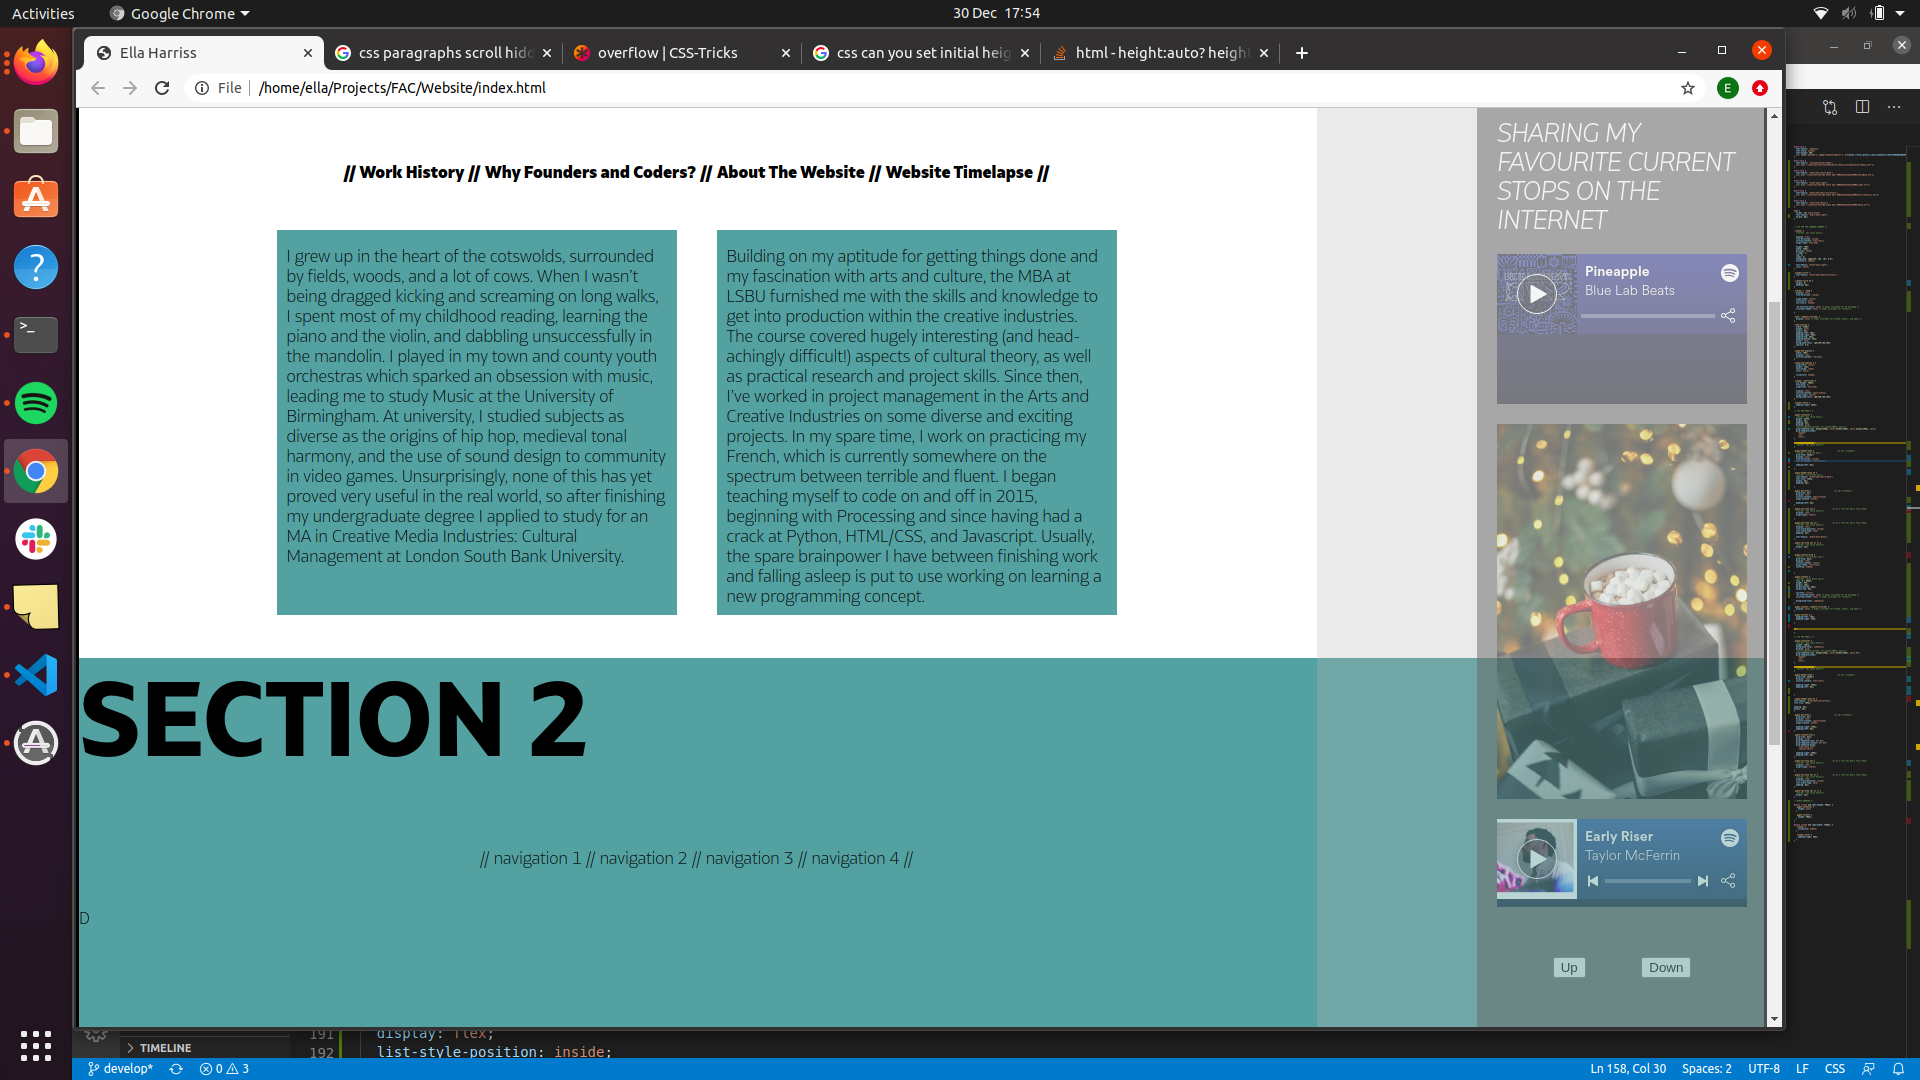 Activities
Google Chrome
30 Dec 17:54
Ella Harriss
css paragraphs scroll hidd
overflow | CSS-Tricks
css can you set initial heig
html - height:auto? heigh
File
/home/ella/Projects/FAC/Website/index.html
E
// Work History // Why Founders and Coders? // About The Website // Website Timelapse //
I grew up in the heart of the cotswolds, surrounded
by fields, woods, and a lot of cows. When I wasn't
being dragged kicking and screaming on long walks,
I spent most of my childhood reading, learning the
piano and the violin, and dabbling unsuccessfully in
the mandolin. I played in my town and county youth
orchestras which sparked an obsession with music,
leading me to study Music at the University of
Birmingham. At university, I studied subjects as
diverse as the origins of hip hop, medieval tonal
harmony, and the use of sound design to community
in video games. Unsurprisingly, none of this has yet
proved very useful in the real world, so after finishing
my undergraduate degree I applied to study for an
MA in Creative Media Industries: Cultural
Management at London South Bank University.
Building on my aptitude for getting things done and
my fascination with arts and culture, the MBA at
LSBU furnished me with the skills and knowledge to
get into production within the creative industries.
The course covered hugely interesting (and head-
achingly difficult!) aspects of cultural theory, as well
as practical research and project skills. Since then,
I've worked in project management in the Arts and
Creative Industries on some diverse and exciting
projects. In my spare time, I work on practicing my
French, which is currently somewhere on the
spectrum between terrible and fluent. I began
teaching myself to code on and off in 2015,
beginning with Processing and since having had a
crack at Python, HTML/CSS, and Javascript. Usually,
the spare brainpower I have between finishing work
and falling asleep is put to use working on learning a
new programming concept.
SHARING MY
FAVOURITE CURRENT
STOPS ON THE
INTERNET
Pineapple
Blue Lab Beats
SECTION 2
// navigation 1 // navigation 2 // navigation 3 // navigation 4 //
D
Early Riser
Taylor McFerrin
Up
Down
191
display: flex;
TIMELINE
192
list-style-position: inside;
develop*
0
3
Ln 158, Col 30
Spaces: 2
UTF-8
LF
CSS